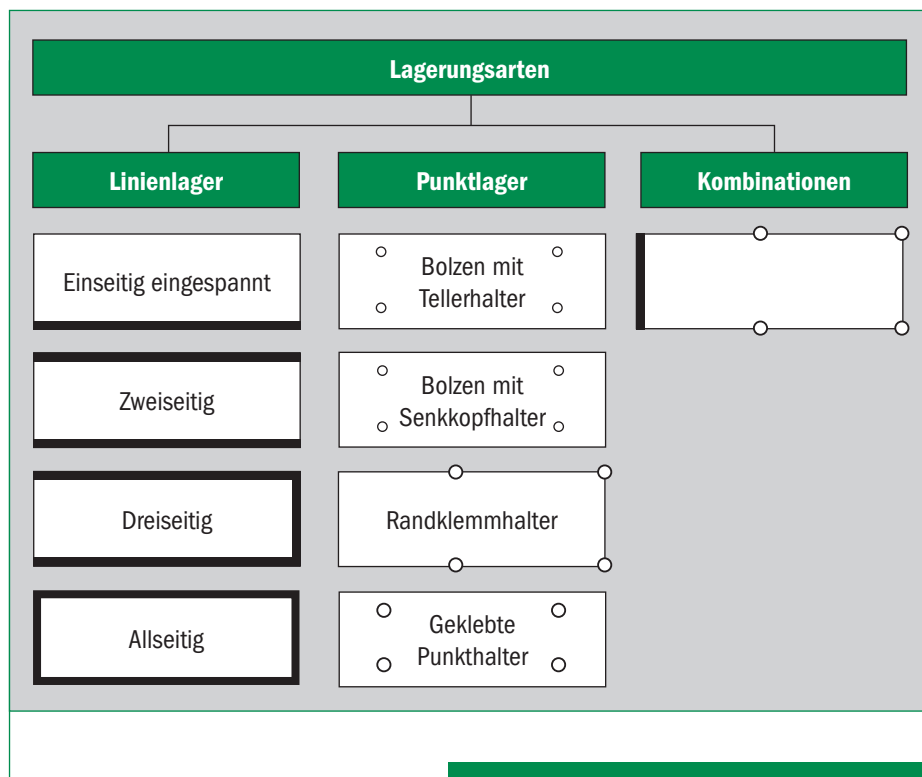 Lagerungsarten
Linienlager
Punktlager
Kombinationen
Einseitig eingespannt
Zweiseitig
Dreiseitig
Allseitig
Bolzen mit
Tellerhalter
Bolzen mit
Senkkopfhalter
Randklemmhalter
Geklebte
Punkthalter